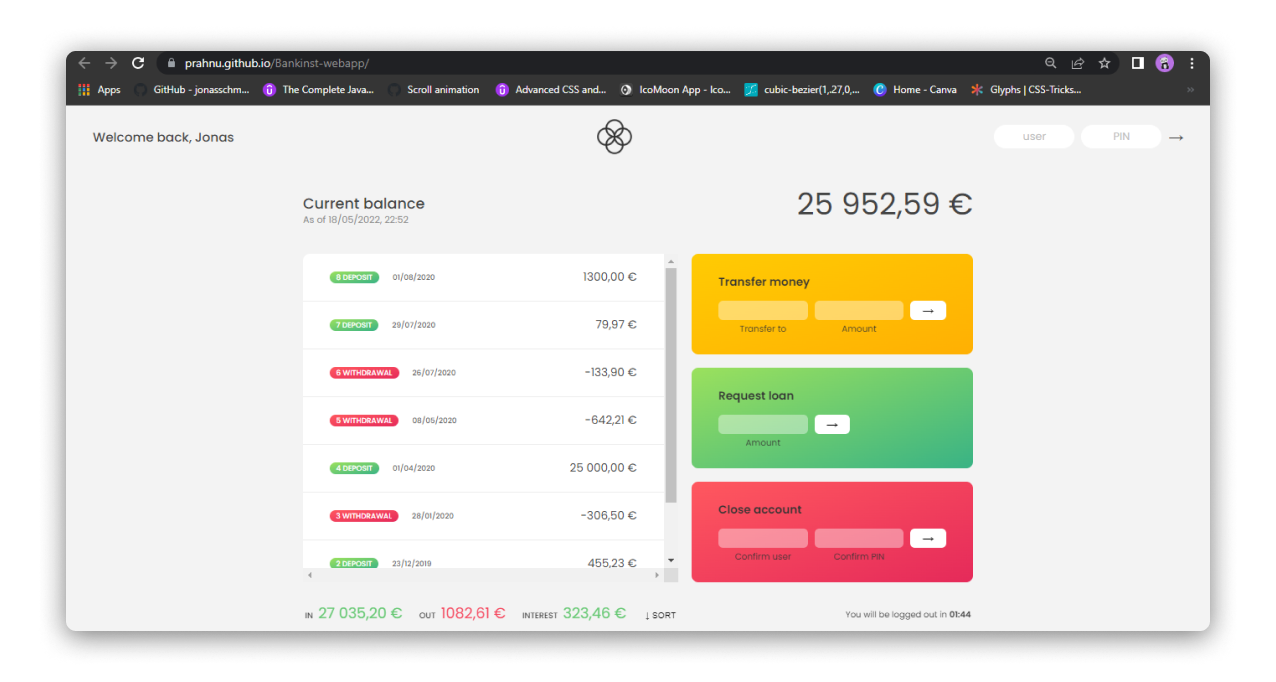 prahnu.github.io/Bankinst-webapp/
Apps GitHub - jonasschm... The Complete Java... Scroll animation Advanced CSS and... IcoMoon App - Ico... cubic-bezier(1,.27,0,... Home - Canva Glyphs | CSS-Tricks... »
Welcome back, Jonas user PIN →
Current balance 25 952,59 €
As of 18/05/2022, 22:52
8 DEPOSIT 01/08/2020 1300,00 €
7 DEPOSIT 29/07/2020 79,97 €
6 WITHDRAWAL 26/07/2020 -133,90 €
5 WITHDRAWAL 08/05/2020 -642,21 €
4 DEPOSIT 01/04/2020 25 000,00 €
3 WITHDRAWAL 28/01/2020 -306,50 €
2 DEPOSIT 23/12/2019 455,23 €
Transfer money
→
Transfer to Amount
Request loan
→
Amount
Close account
→
Confirm user Confirm PIN
IN 27 035,20 € OUT 1082,61 € INTEREST 323,46 € ↓ SORT
You will be logged out in 01:44